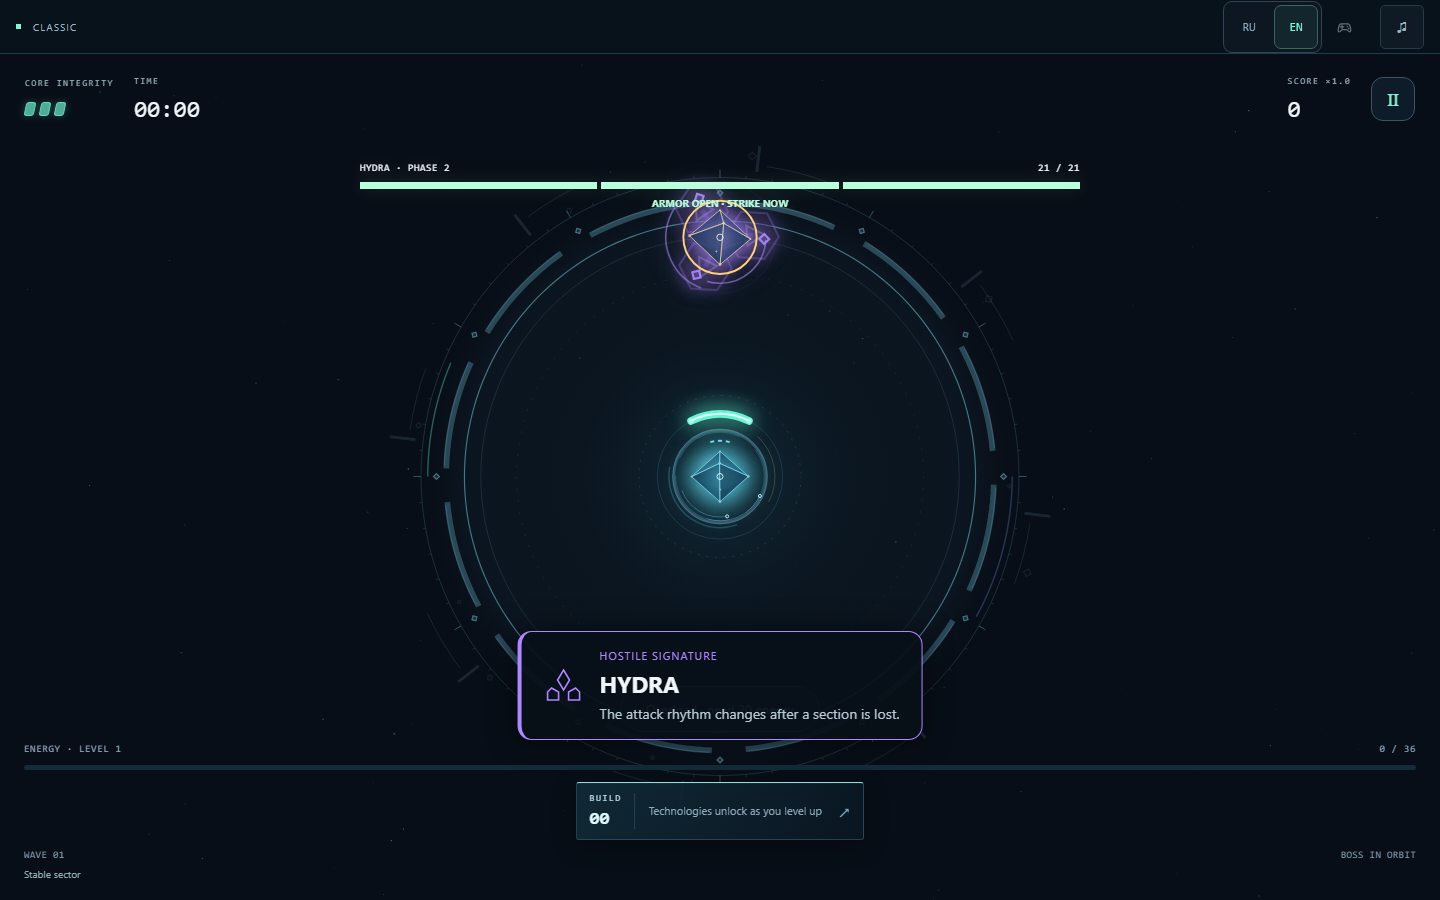 CLASSIC
RU
EN
CORE INTEGRITY
TIME
00:00
SCORE ×1.0
0
HYDRA · PHASE 2
21 / 21
ARMOR OPEN · STRIKE NOW
HOSTILE SIGNATURE
HYDRA
The attack rhythm changes after a section is lost.
ENERGY · LEVEL 1
0 / 36
BUILD
00
Technologies unlock as you level up
WAVE 01
Stable sector
BOSS IN ORBIT